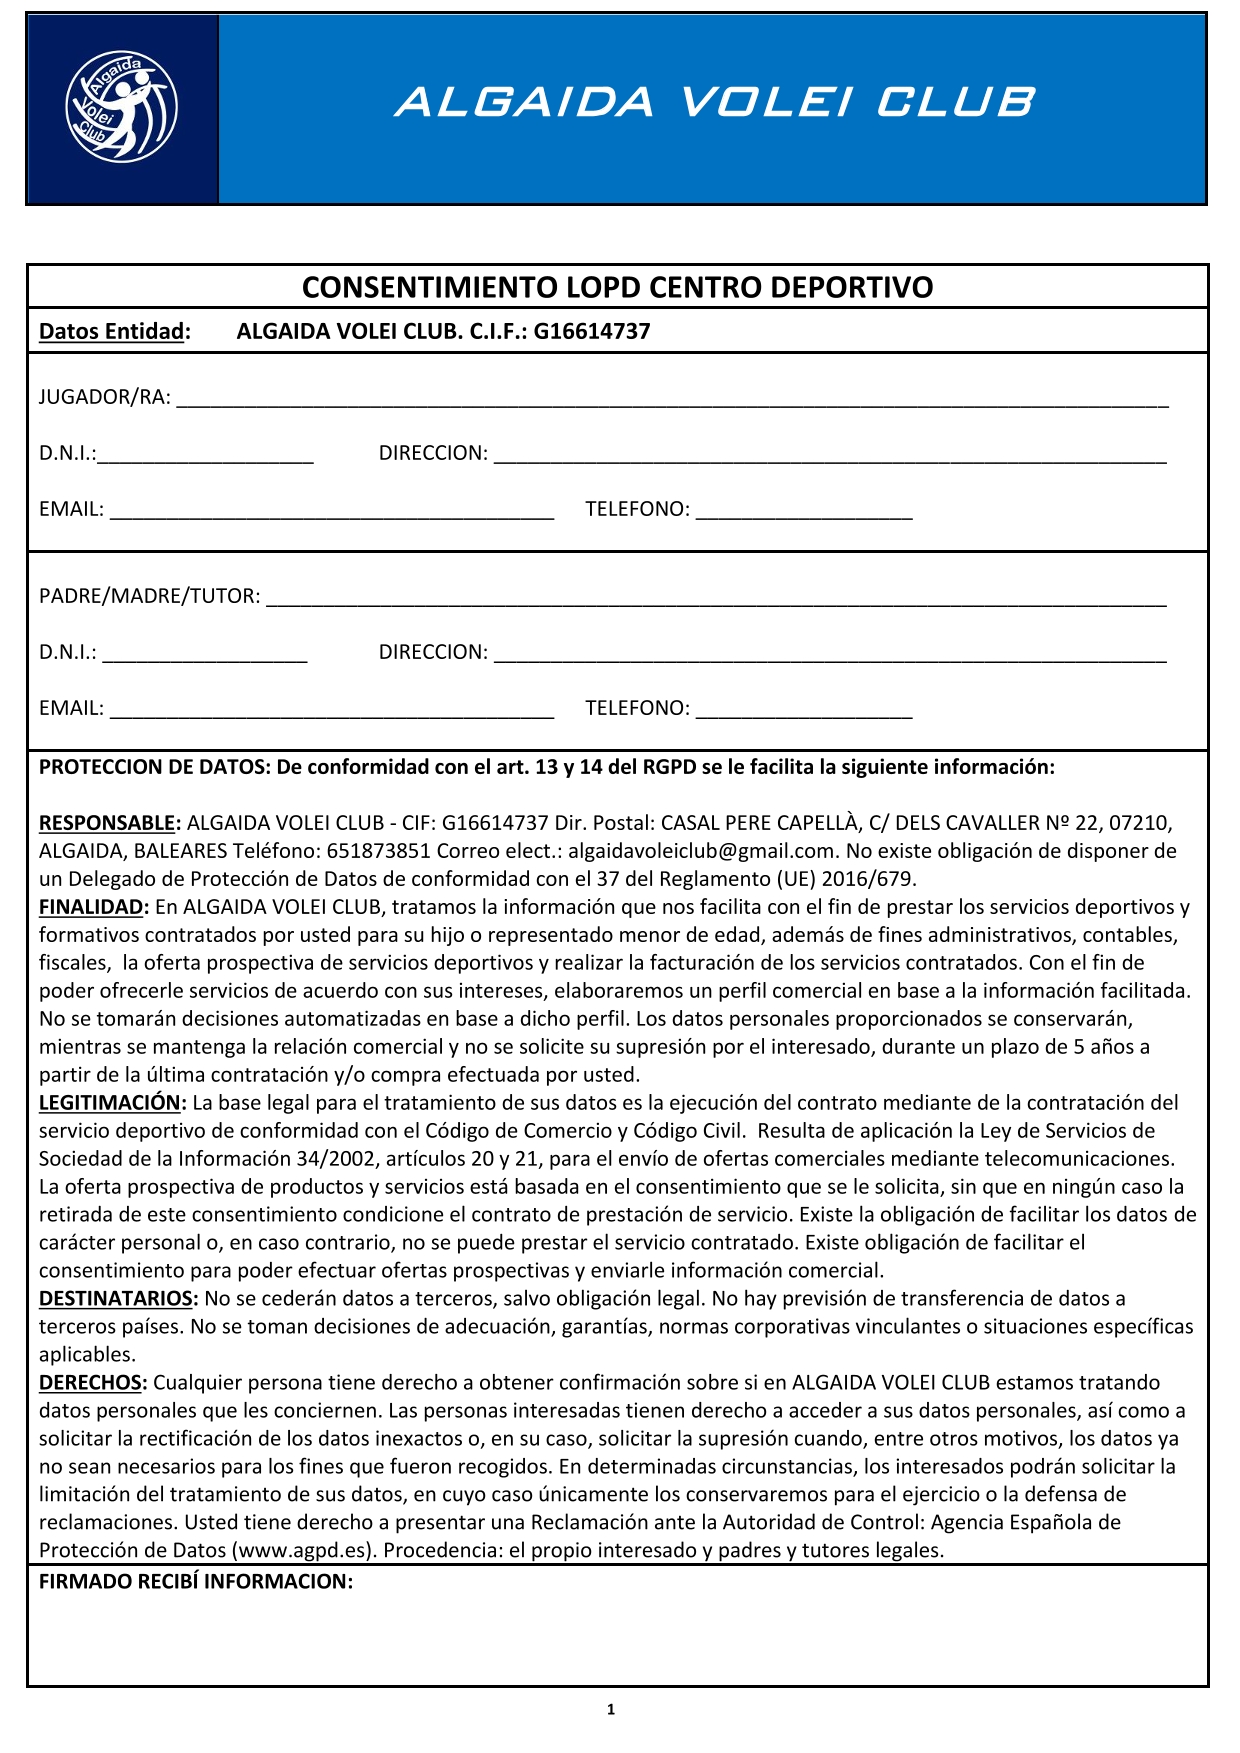 Algaida
Volei
Club
ALGAIDA VOLEI CLUB
CONSENTIMIENTO LOPD CENTRO DEPORTIVO
Datos Entidad: ALGAIDA VOLEI CLUB. C.I.F.: G16614737
JUGADOR/RA: ____________________
D.N.I.:____________________ DIRECCION: ____________________
EMAIL: ____________________ TELEFONO: ____________________
PADRE/MADRE/TUTOR: ____________________
D.N.I.: ____________________ DIRECCION: ____________________
EMAIL: ____________________ TELEFONO: ____________________
PROTECCION DE DATOS: De conformidad con el art. 13 y 14 del RGPD se le facilita la siguiente información:
RESPONSABLE: ALGAIDA VOLEI CLUB - CIF: G16614737 Dir. Postal: CASAL PERE CAPELLÀ, C/ DELS CAVALLER Nº 22, 07210,
ALGAIDA, BALEARES Teléfono: 651873851 Correo elect.: algaidavoleiclub@gmail.com. No existe obligación de disponer de
un Delegado de Protección de Datos de conformidad con el 37 del Reglamento (UE) 2016/679.
FINALIDAD: En ALGAIDA VOLEI CLUB, tratamos la información que nos facilita con el fin de prestar los servicios deportivos y
formativos contratados por usted para su hijo o representado menor de edad, además de fines administrativos, contables,
fiscales, la oferta prospectiva de servicios deportivos y realizar la facturación de los servicios contratados. Con el fin de
poder ofrecerle servicios de acuerdo con sus intereses, elaboraremos un perfil comercial en base a la información facilitada.
No se tomarán decisiones automatizadas en base a dicho perfil. Los datos personales proporcionados se conservarán,
mientras se mantenga la relación comercial y no se solicite su supresión por el interesado, durante un plazo de 5 años a
partir de la última contratación y/o compra efectuada por usted.
LEGITIMACIÓN: La base legal para el tratamiento de sus datos es la ejecución del contrato mediante de la contratación del
servicio deportivo de conformidad con el Código de Comercio y Código Civil. Resulta de aplicación la Ley de Servicios de
Sociedad de la Información 34/2002, artículos 20 y 21, para el envío de ofertas comerciales mediante telecomunicaciones.
La oferta prospectiva de productos y servicios está basada en el consentimiento que se le solicita, sin que en ningún caso la
retirada de este consentimiento condicione el contrato de prestación de servicio. Existe la obligación de facilitar los datos de
carácter personal o, en caso contrario, no se puede prestar el servicio contratado. Existe obligación de facilitar el
consentimiento para poder efectuar ofertas prospectivas y enviarle información comercial.
DESTINATARIOS: No se cederán datos a terceros, salvo obligación legal. No hay previsión de transferencia de datos a
terceros países. No se toman decisiones de adecuación, garantías, normas corporativas vinculantes o situaciones específicas
aplicables.
DERECHOS: Cualquier persona tiene derecho a obtener confirmación sobre si en ALGAIDA VOLEI CLUB estamos tratando
datos personales que les conciernen. Las personas interesadas tienen derecho a acceder a sus datos personales, así como a
solicitar la rectificación de los datos inexactos o, en su caso, solicitar la supresión cuando, entre otros motivos, los datos ya
no sean necesarios para los fines que fueron recogidos. En determinadas circunstancias, los interesados podrán solicitar la
limitación del tratamiento de sus datos, en cuyo caso únicamente los conservaremos para el ejercicio o la defensa de
reclamaciones. Usted tiene derecho a presentar una Reclamación ante la Autoridad de Control: Agencia Española de
Protección de Datos (www.agpd.es). Procedencia: el propio interesado y padres y tutores legales.
FIRMADO RECIBÍ INFORMACION:
1